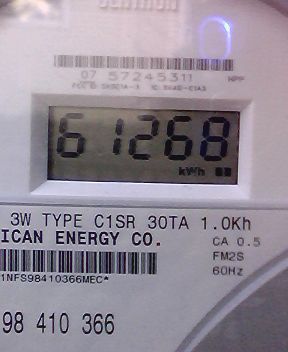 07 57245311
61268
kWh
3W TYPE C1SR 30TA 1.0Kh
ICAN ENERGY CO.
CA 0.5
FM2S
60Hz
1NFS98410366MEC*
98 410 366